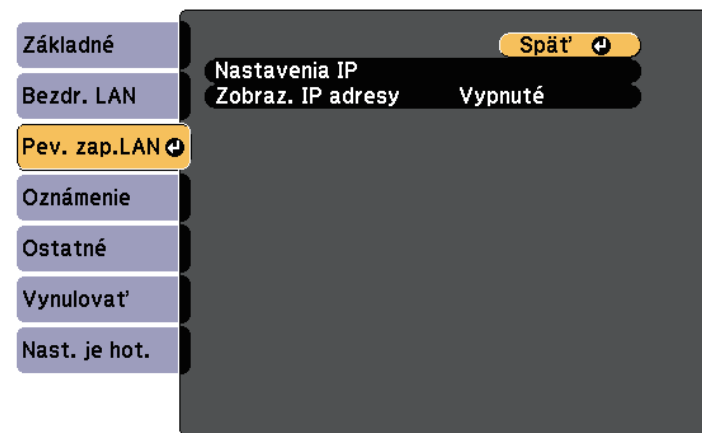 Základné
Bezdr. LAN
Pev. zap.LAN
Oznámenie
Ostatné
Vynulovať
Nast. je hot.
Späť
Nastavenia IP
Zobraz. IP adresy Vypnuté